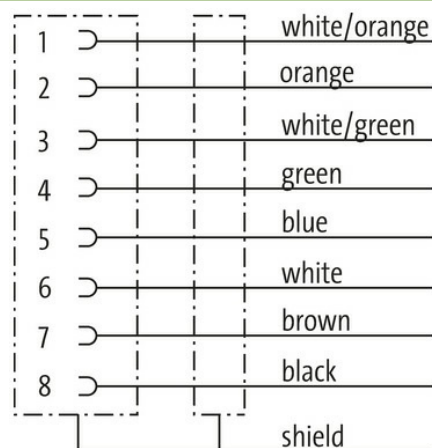 1 white/orange
2 orange
3 white/green
4 green
5 blue
6 white
7 brown
8 black
shield